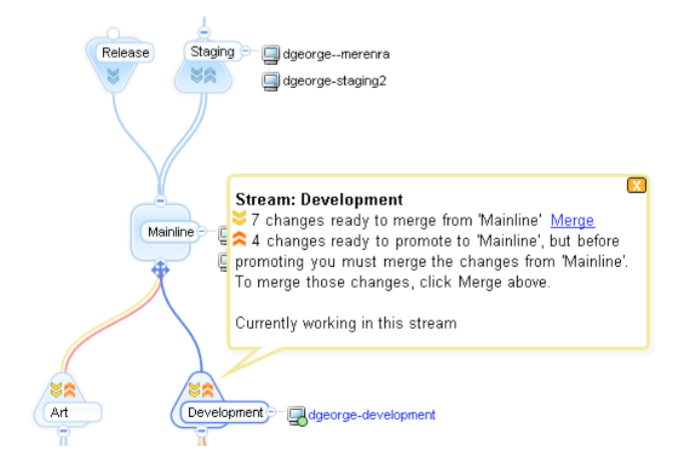 Release
Staging
dgeorge--merenra
dgeorge-staging2
Mainline
Stream: Development
7 changes ready to merge from 'Mainline' Merge
4 changes ready to promote to 'Mainline', but before
promoting you must merge the changes from 'Mainline'.
To merge those changes, click Merge above.
Currently working in this stream
Art
Development
dgeorge-development